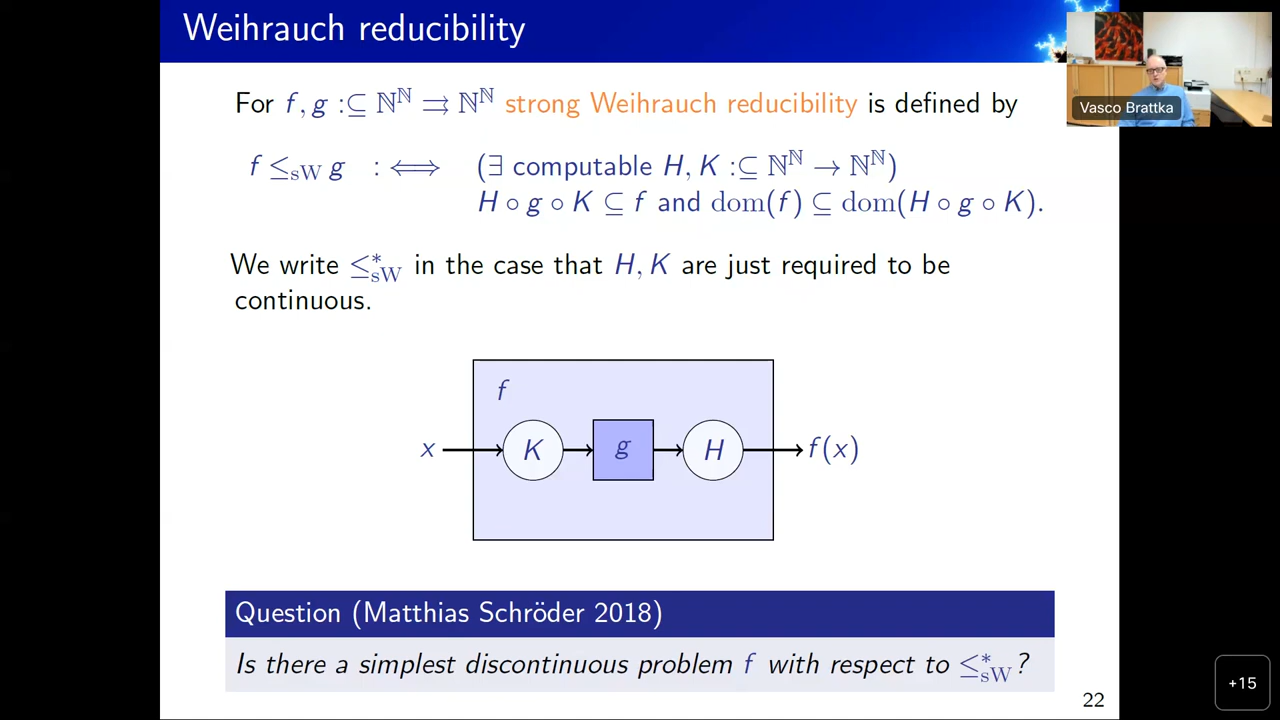 Weihrauch reducibility
Vasco Brattka
For f, g :⊆ ℕ^ℕ ⇉ ℕ^ℕ strong Weihrauch reducibility is defined by
f ≤_sW g :⟺ (∃ computable H, K :⊆ ℕ^ℕ → ℕ^ℕ)
H ∘ g ∘ K ⊆ f and dom(f) ⊆ dom(H ∘ g ∘ K).
We write ≤*_sW in the case that H, K are just required to be
continuous.
f
x K g H f(x)
Question (Matthias Schröder 2018)
Is there a simplest discontinuous problem f with respect to ≤*_sW?
+15
22